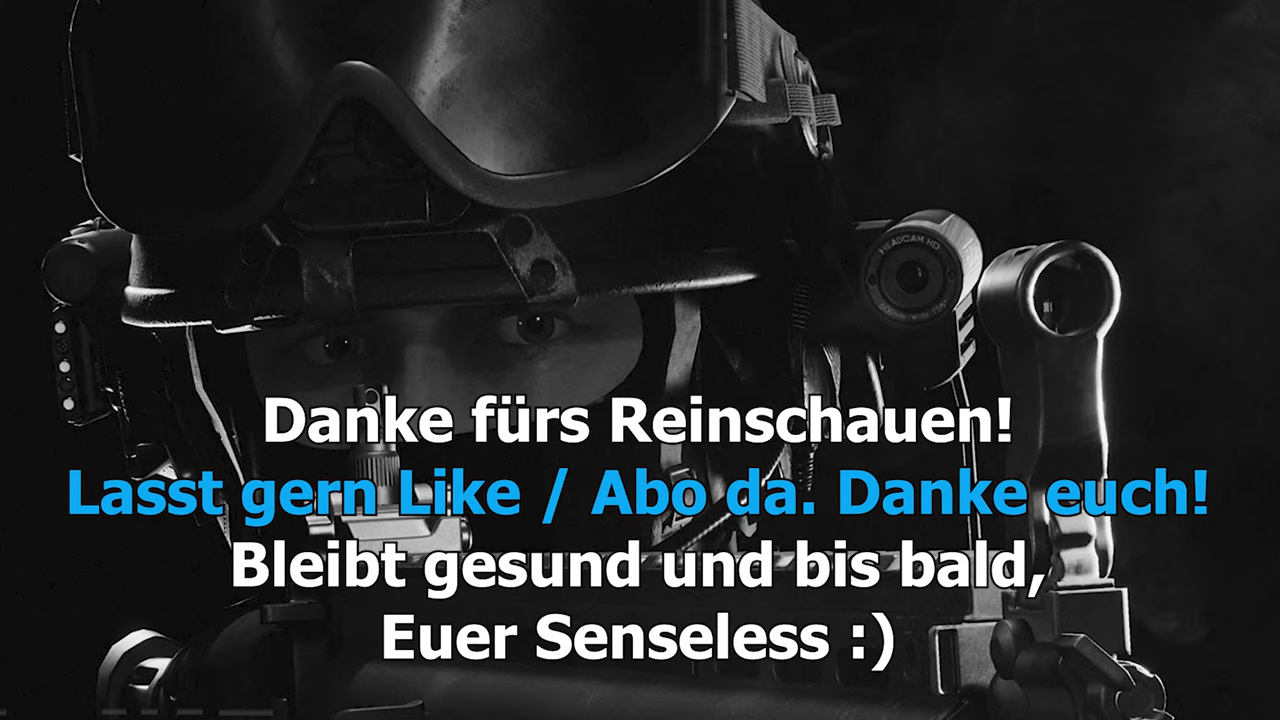 HEADCAM HD
Danke fürs Reinschauen!
Lasst gern Like / Abo da. Danke euch!
Bleibt gesund und bis bald,
Euer Senseless :)